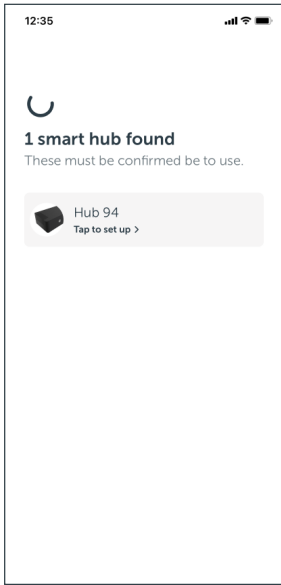 12:35
1 smart hub found
These must be confirmed be to use.
Hub 94
Tap to set up >